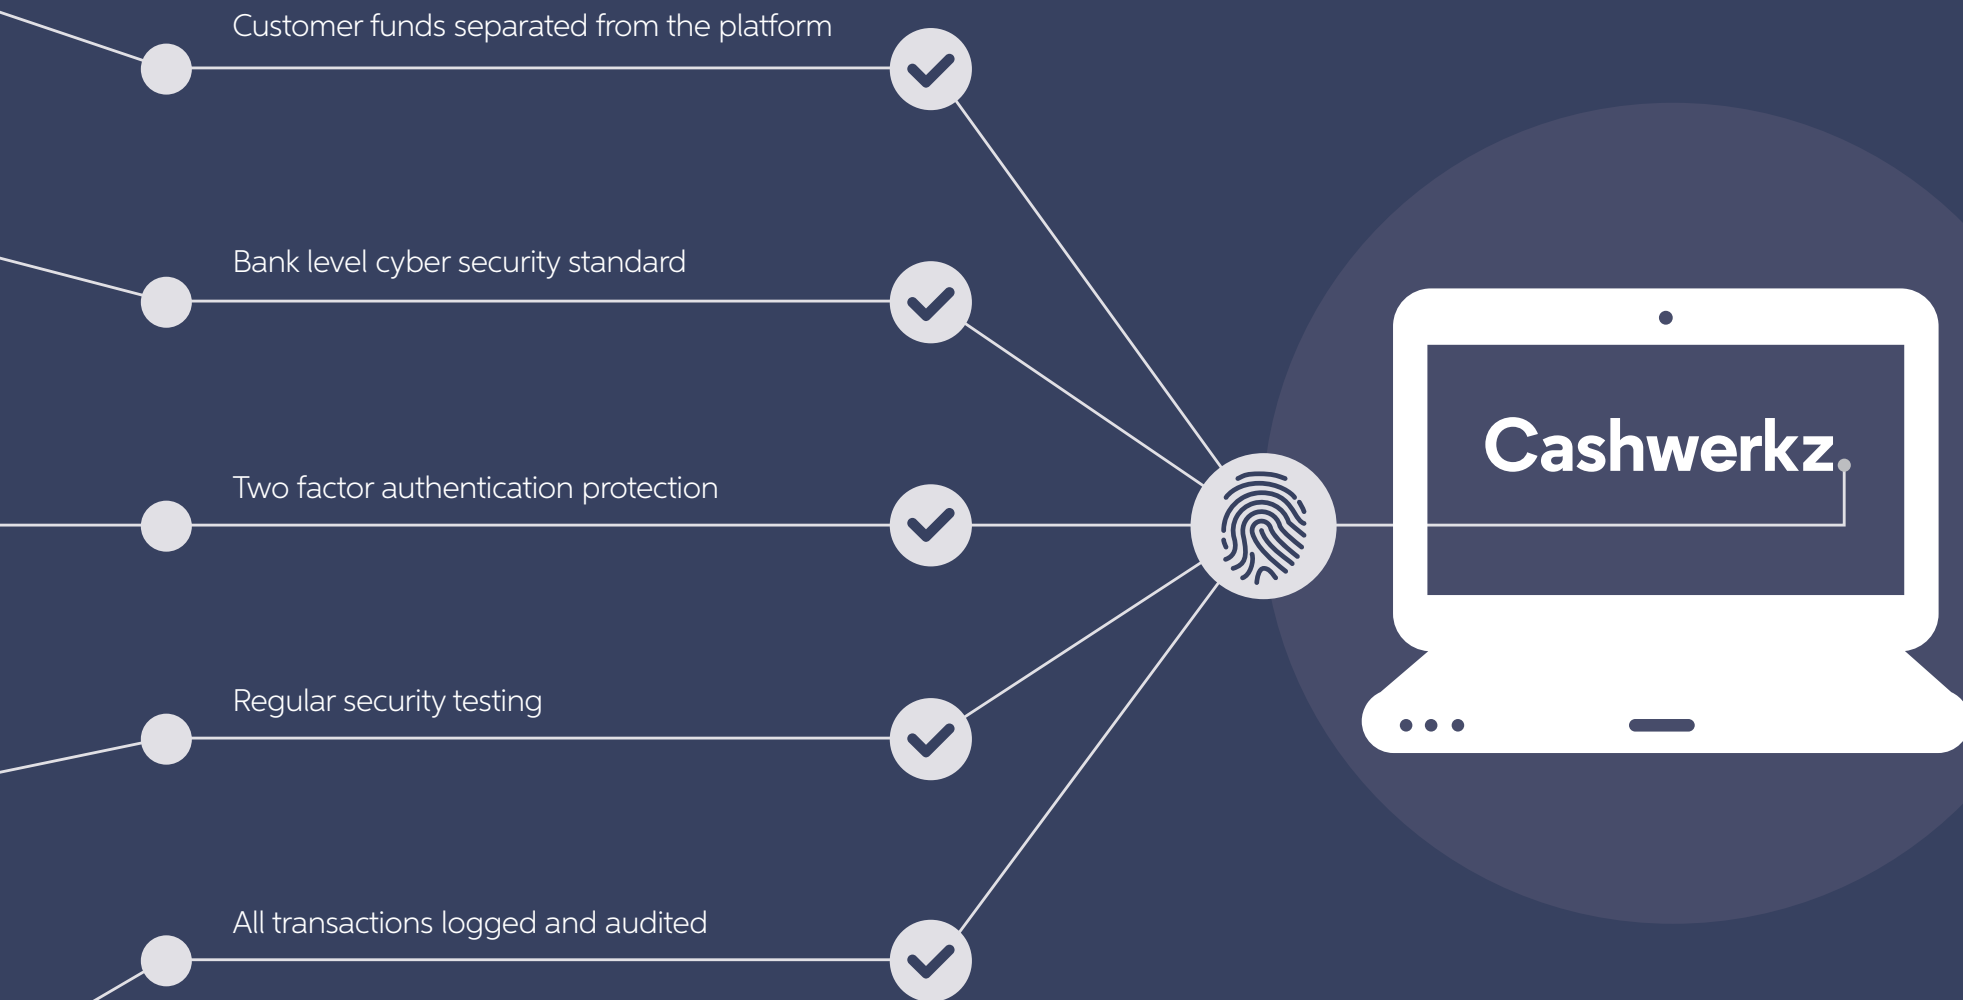 Customer funds separated from the platform
Bank level cyber security standard
Two factor authentication protection
Regular security testing
All transactions logged and audited
Cashwerkz.